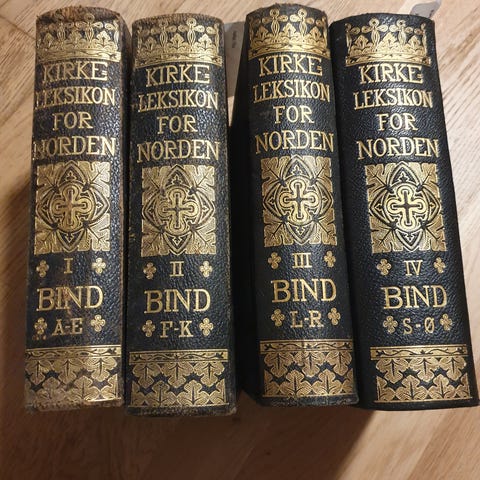 KIRKE-
LEKSIKON
FOR
NORDEN
I
BIND
A-E
KIRKE-
LEKSIKON
FOR
NORDEN
II
BIND
F-K
KIRKE-
LEKSIKON
FOR
NORDEN
III
BIND
L-R
KIRKE-
LEKSIKON
FOR
NORDEN
IV
BIND
S-Ø